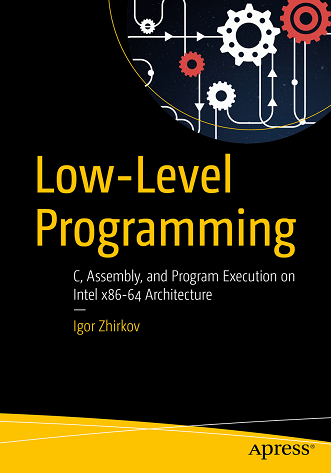 Low-Level
Programming
C, Assembly, and Program Execution on
Intel x86-64 Architecture
Igor Zhirkov
Apress®